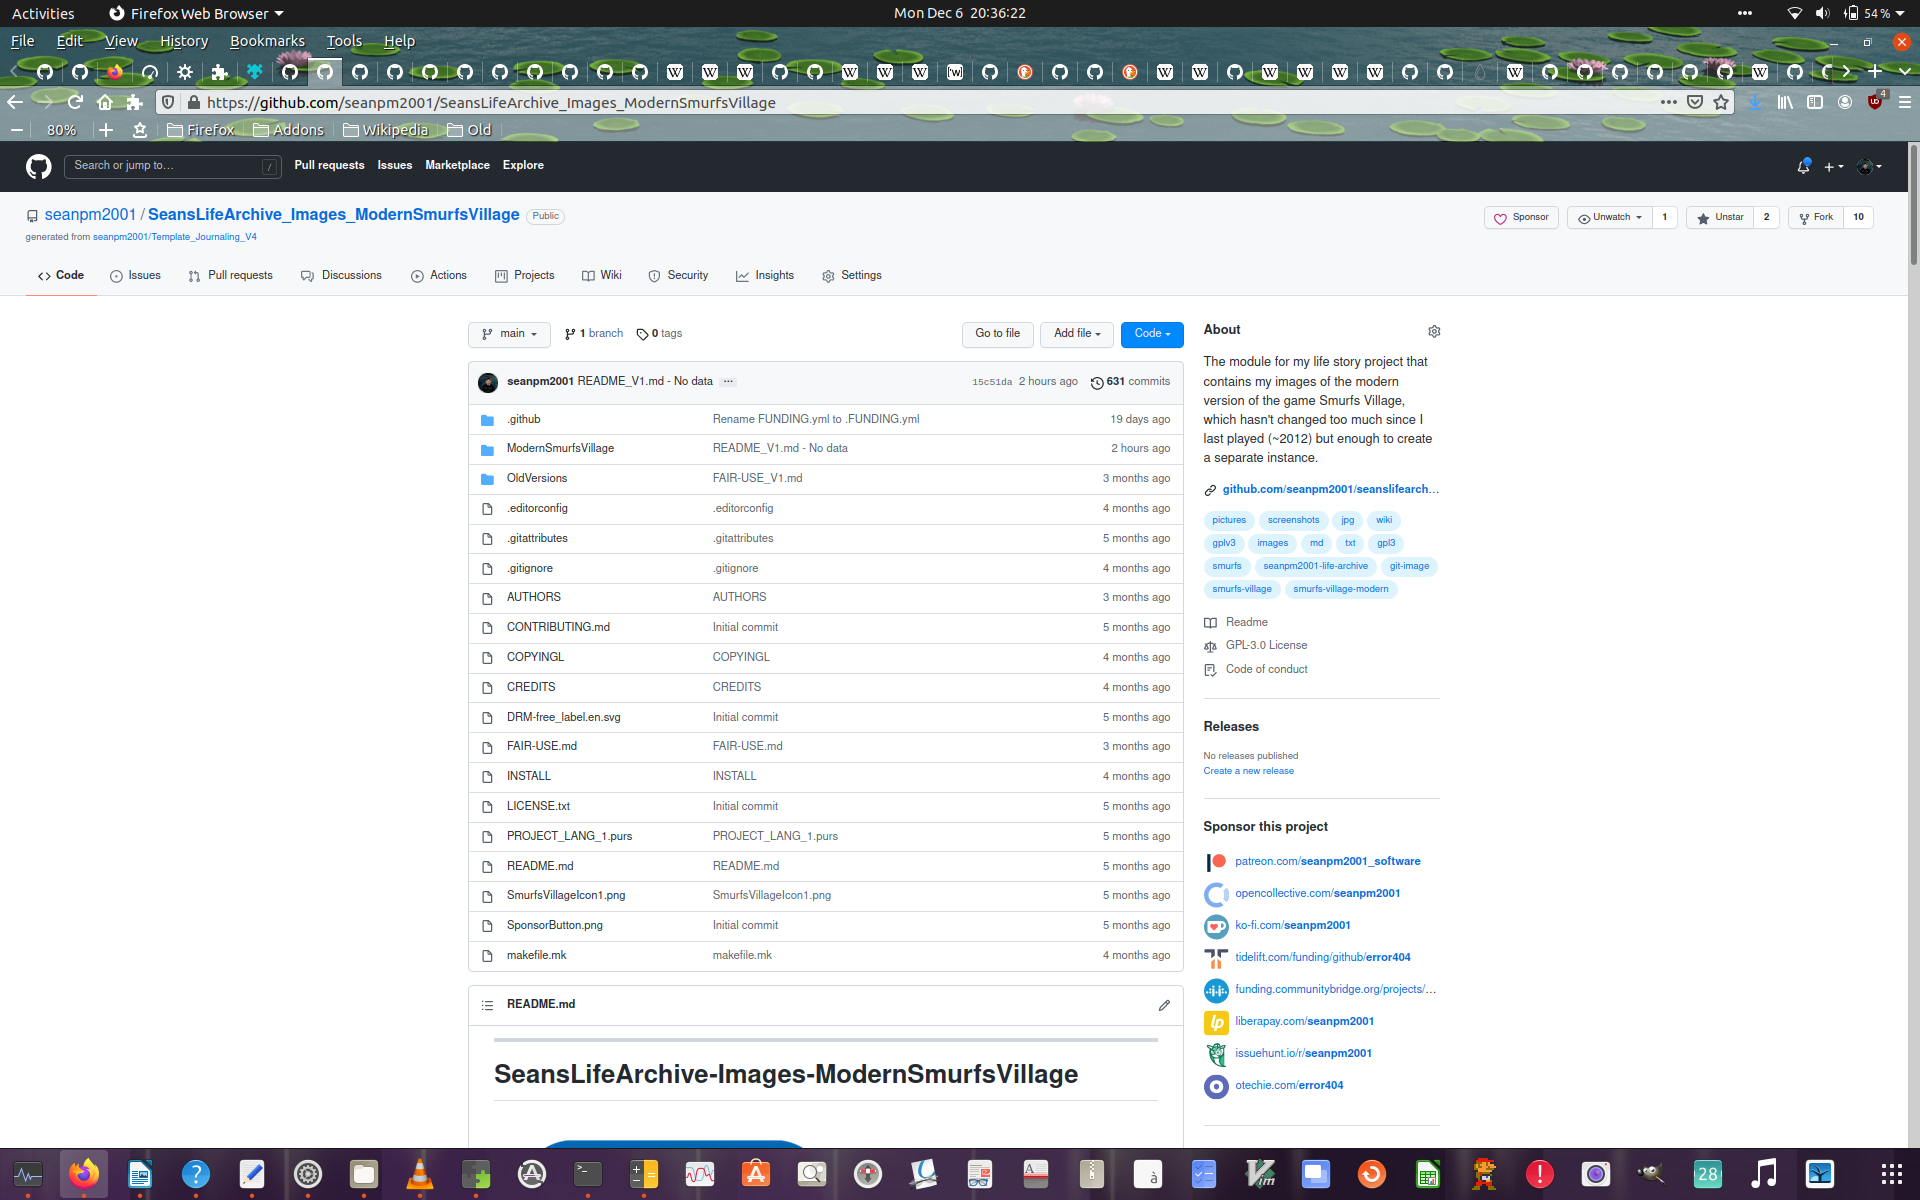 Activities Firefox Web Browser Mon Dec 6 20:36:22 54 %
File Edit View History Bookmarks Tools Help
https://github.com/seanpm2001/SeansLifeArchive_Images_ModernSmurfsVillage 4
80% Firefox Addons Wikipedia Old
Search or jump to… / Pull requests Issues Marketplace Explore
seanpm2001 / SeansLifeArchive_Images_ModernSmurfsVillage Public Sponsor Unwatch 1 Unstar 2 Fork 10
generated from seanpm2001/Template_Journaling_V4
Code Issues Pull requests Discussions Actions Projects Wiki Security Insights Settings
main 1 branch 0 tags Go to file Add file Code
seanpm2001 README_V1.md - No data ... 15c51da 2 hours ago 631 commits
.github Rename FUNDING.yml to .FUNDING.yml 19 days ago
ModernSmurfsVillage README_V1.md - No data 2 hours ago
OldVersions FAIR-USE_V1.md 3 months ago
.editorconfig .editorconfig 4 months ago
.gitattributes .gitattributes 5 months ago
.gitignore .gitignore 4 months ago
AUTHORS AUTHORS 3 months ago
CONTRIBUTING.md Initial commit 5 months ago
COPYINGL COPYINGL 4 months ago
CREDITS CREDITS 4 months ago
DRM-free_label.en.svg Initial commit 5 months ago
FAIR-USE.md FAIR-USE.md 3 months ago
INSTALL INSTALL 4 months ago
LICENSE.txt Initial commit 5 months ago
PROJECT_LANG_1.purs PROJECT_LANG_1.purs 5 months ago
README.md README.md 5 months ago
SmurfsVillageIcon1.png SmurfsVillageIcon1.png 5 months ago
SponsorButton.png Initial commit 5 months ago
makefile.mk makefile.mk 4 months ago
README.md
SeansLifeArchive-Images-ModernSmurfsVillage
About
The module for my life story project that
contains my images of the modern
version of the game Smurfs Village,
which hasn't changed too much since I
last played (~2012) but enough to create
a separate instance.
github.com/seanpm2001/seanslifearch…
pictures screenshots jpg wiki
gplv3 images md txt gpl3
smurfs seanpm2001-life-archive git-image
smurfs-village smurfs-village-modern
Readme
GPL-3.0 License
Code of conduct
Releases
No releases published
Create a new release
Sponsor this project
patreon.com/seanpm2001_software
opencollective.com/seanpm2001
ko-fi.com/seanpm2001
tidelift.com/funding/github/error404
funding.communitybridge.org/projects/…
liberapay.com/seanpm2001
issuehunt.io/r/seanpm2001
otechie.com/error404
28